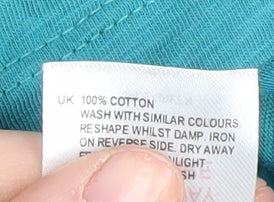 UK 100% COTTON
WASH WITH SIMILAR COLOURS
RESHAPE WHILST DAMP. IRON
ON REVERSE SIDE. DRY AWAY